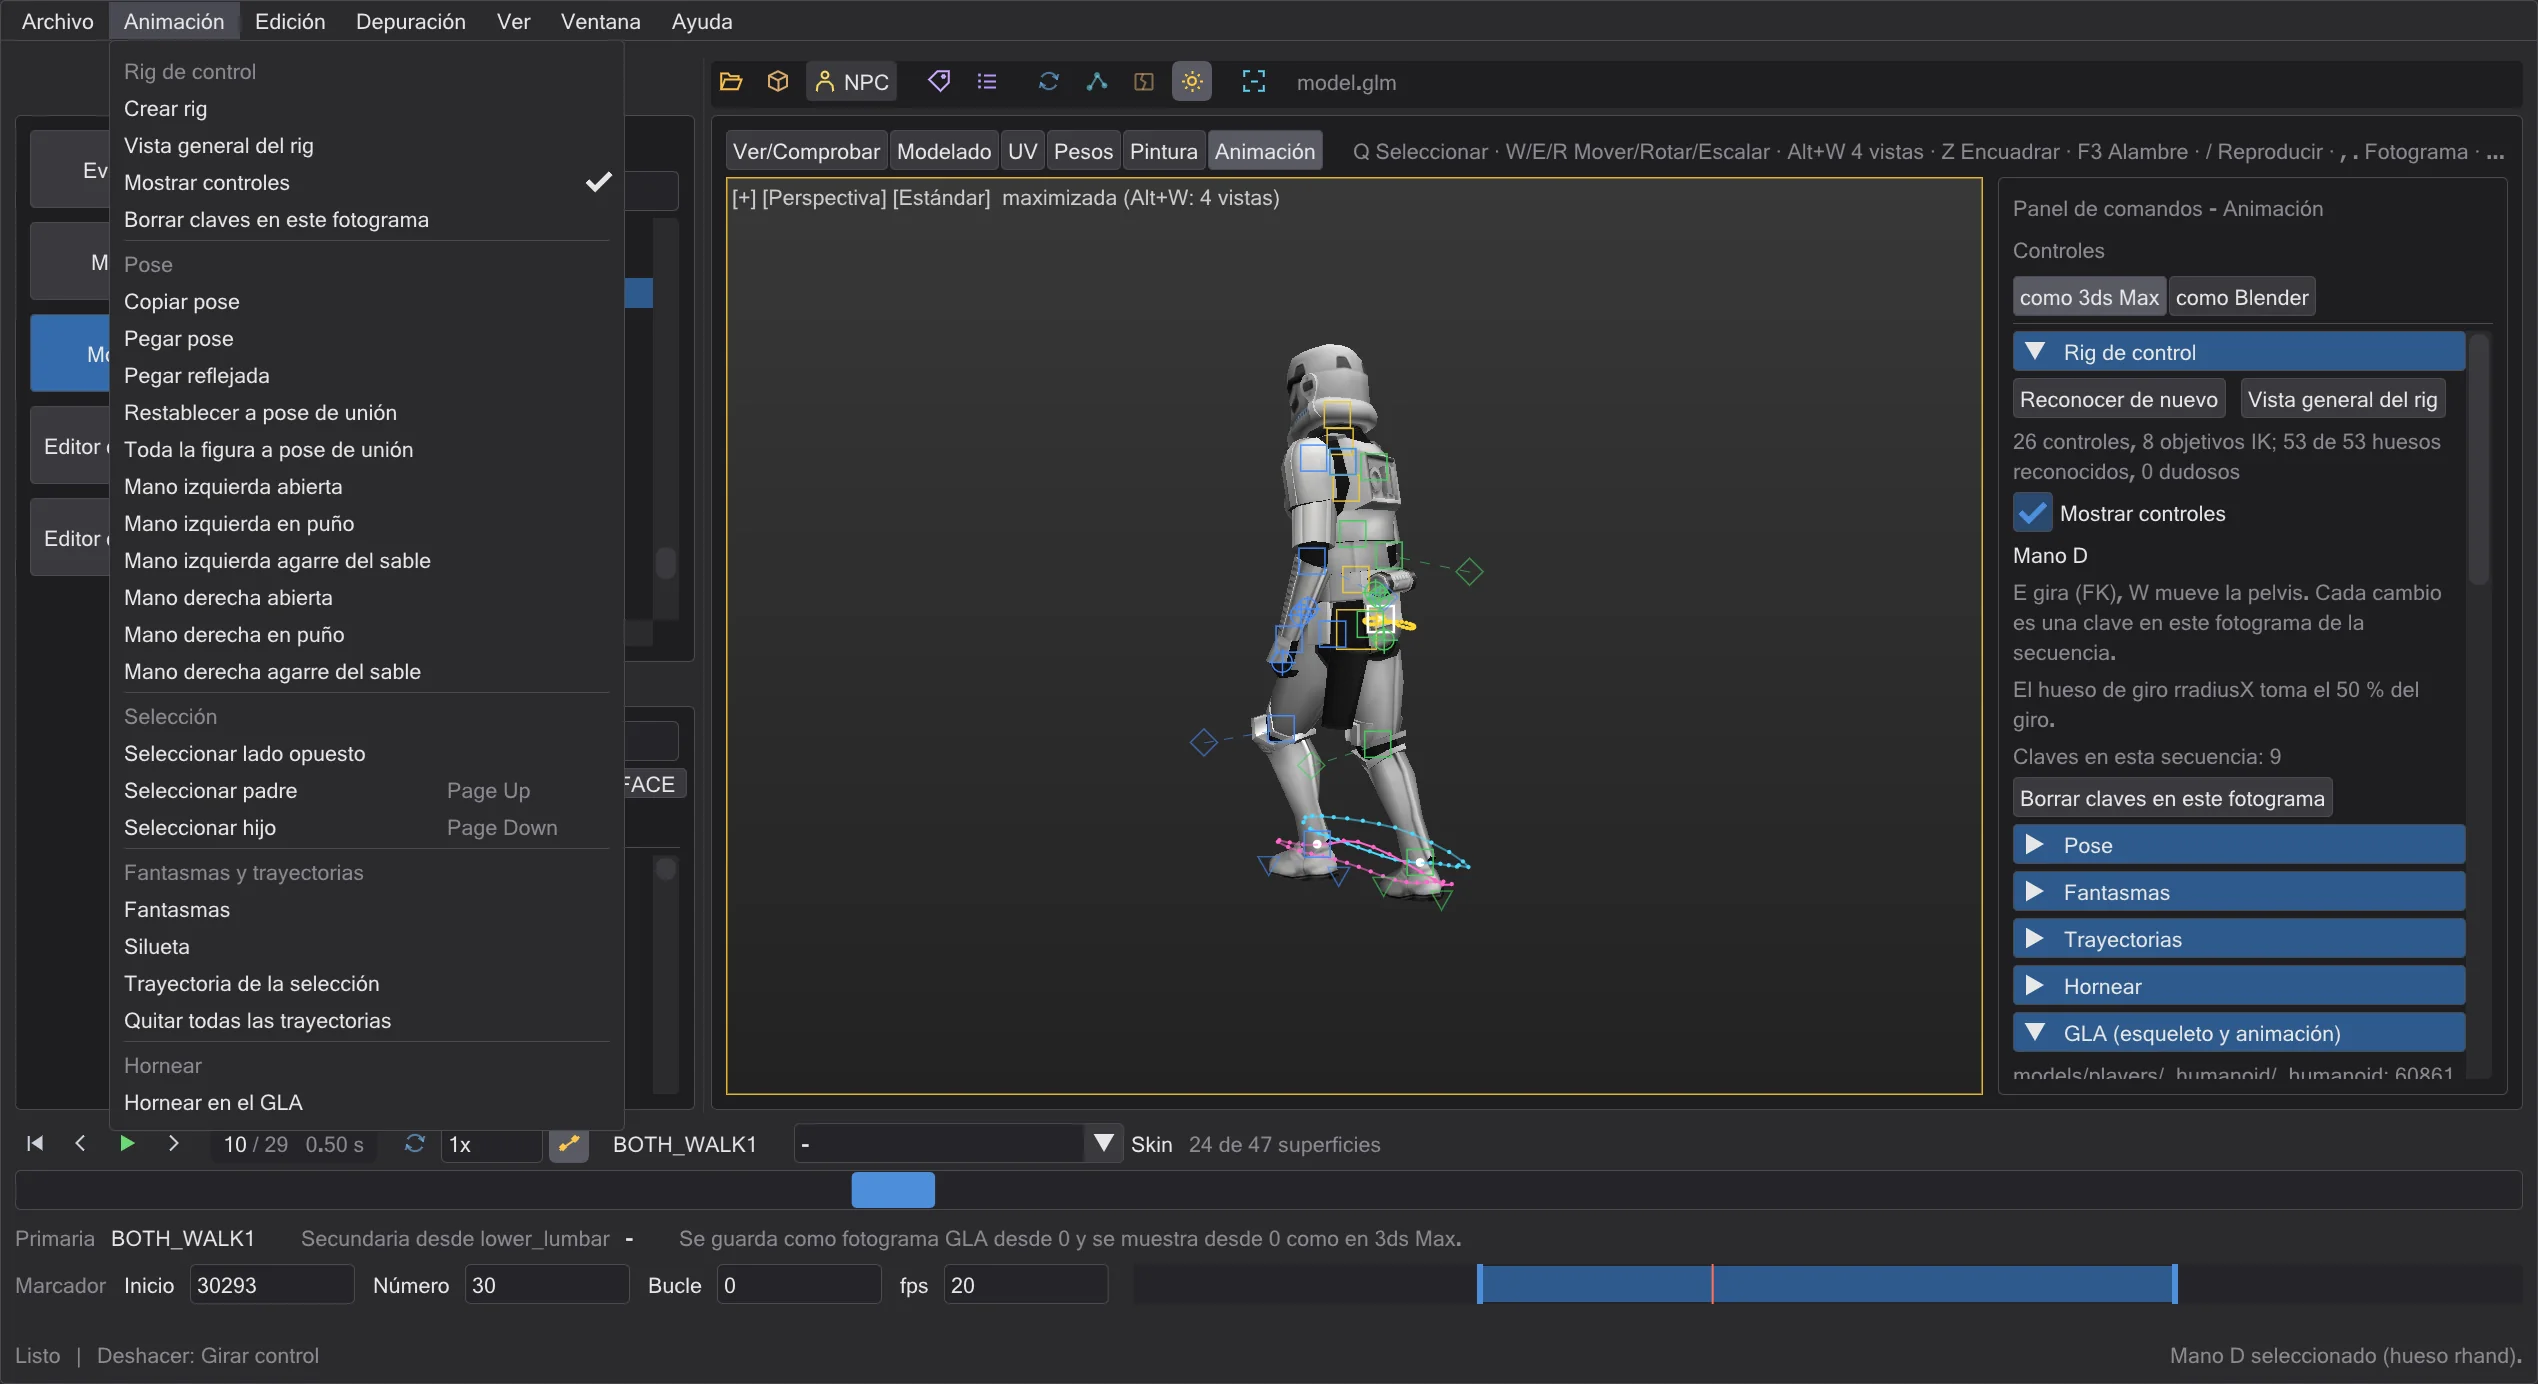 Archivo Animación Edición Depuración Ver Ventana Ayuda
Rig de control
Crear rig
Vista general del rig
Mostrar controles
Borrar claves en este fotograma
Pose
Copiar pose
Pegar pose
Pegar reflejada
Restablecer a pose de unión
Toda la figura a pose de unión
Mano izquierda abierta
Mano izquierda en puño
Mano izquierda agarre del sable
Mano derecha abierta
Mano derecha en puño
Mano derecha agarre del sable
Selección
Seleccionar lado opuesto
Seleccionar padre Page Up
Seleccionar hijo Page Down
Fantasmas y trayectorias
Fantasmas
Silueta
Trayectoria de la selección
Quitar todas las trayectorias
Hornear
Hornear en el GLA
Ev
M
Mo
Editor
Editor
FACE
NPC model.glm
Ver/Comprobar Modelado UV Pesos Pintura Animación Q Seleccionar · W/E/R Mover/Rotar/Escalar · Alt+W 4 vistas · Z Encuadrar · F3 Alambre · / Reproducir · , . Fotograma · ...
[+] [Perspectiva] [Estándar] maximizada (Alt+W: 4 vistas)
Panel de comandos - Animación
Controles
como 3ds Max como Blender
Rig de control
Reconocer de nuevo Vista general del rig
26 controles, 8 objetivos IK; 53 de 53 huesos
reconocidos, 0 dudosos
Mostrar controles
Mano D
E gira (FK), W mueve la pelvis. Cada cambio
es una clave en este fotograma de la
secuencia.
El hueso de giro rradiusX toma el 50 % del
giro.
Claves en esta secuencia: 9
Borrar claves en este fotograma
Pose
Fantasmas
Trayectorias
Hornear
GLA (esqueleto y animación)
models/players/_humanoid/_humanoid: 60861
10 / 29 0.50 s 1x BOTH_WALK1 - Skin 24 de 47 superficies
Primaria BOTH_WALK1 Secundaria desde lower_lumbar - Se guarda como fotograma GLA desde 0 y se muestra desde 0 como en 3ds Max.
Marcador Inicio 30293 Número 30 Bucle 0 fps 20
Listo | Deshacer: Girar control
Mano D seleccionado (hueso rhand).